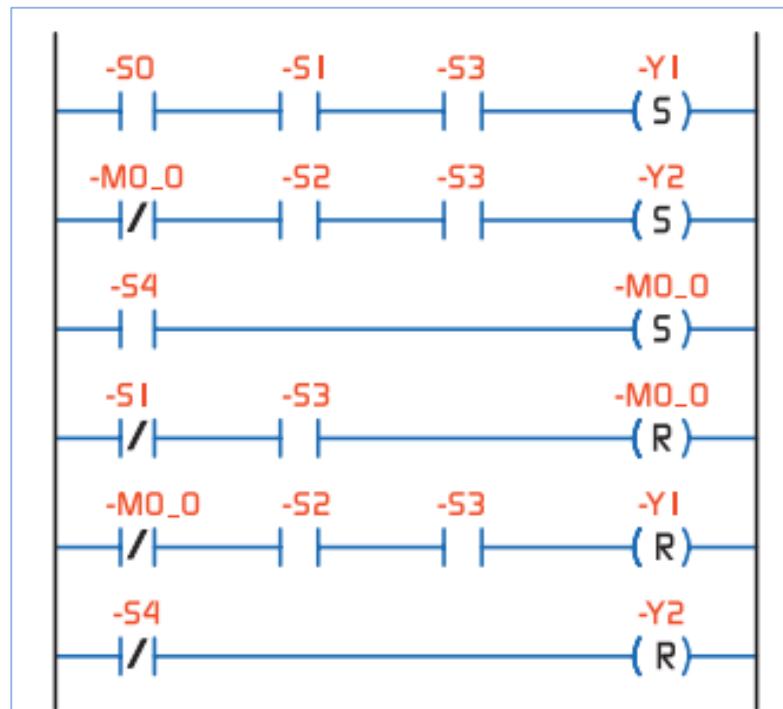 -S0 -S1 -S3 -Y1
S
-M0_0 -S2 -S3 -Y2
S
-S4 -M0_0
S
-S1 -S3 -M0_0
R
-M0_0 -S2 -S3 -Y1
R
-S4 -Y2
R